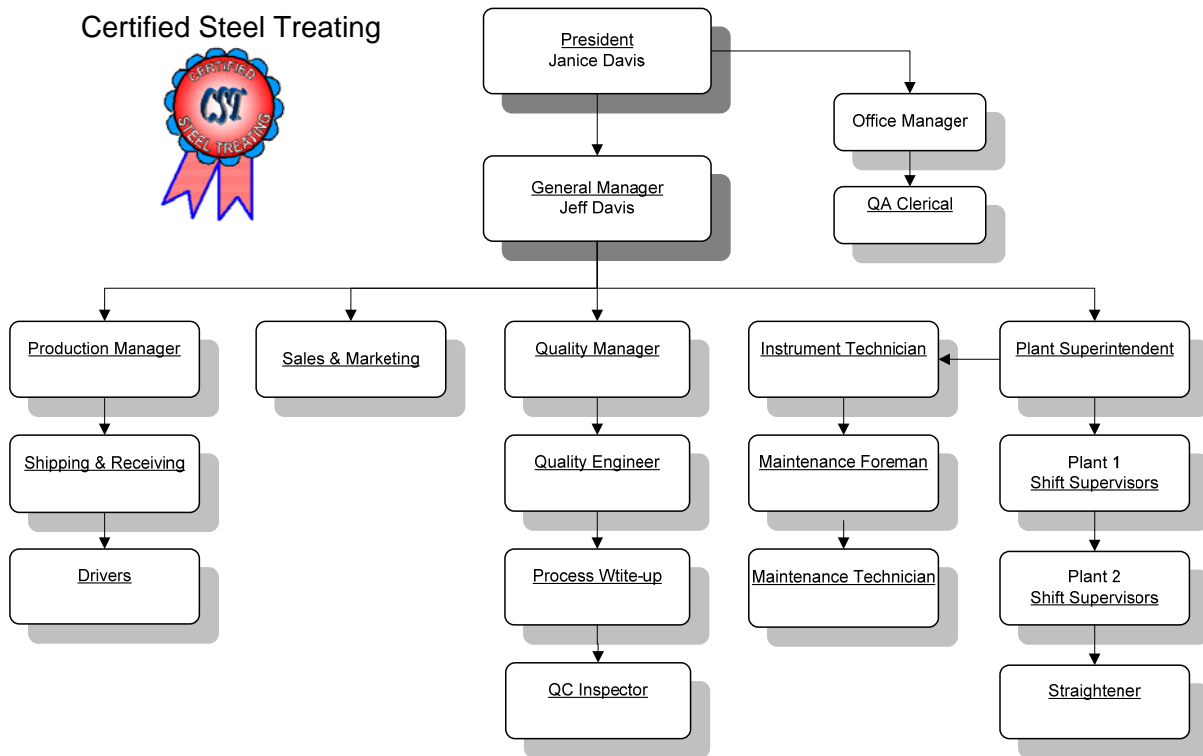 Certified Steel Treating
CERTIFIED
CST
STEEL TREATING
President
Janice Davis
Office Manager
General Manager
Jeff Davis
QA Clerical
Production Manager
Sales & Marketing
Quality Manager
Instrument Technician
Plant Superintendent
Shipping & Receiving
Quality Engineer
Maintenance Foreman
Plant 1
Shift Supervisors
Drivers
Process Wtite-up
Maintenance Technician
Plant 2
Shift Supervisors
QC Inspector
Straightener